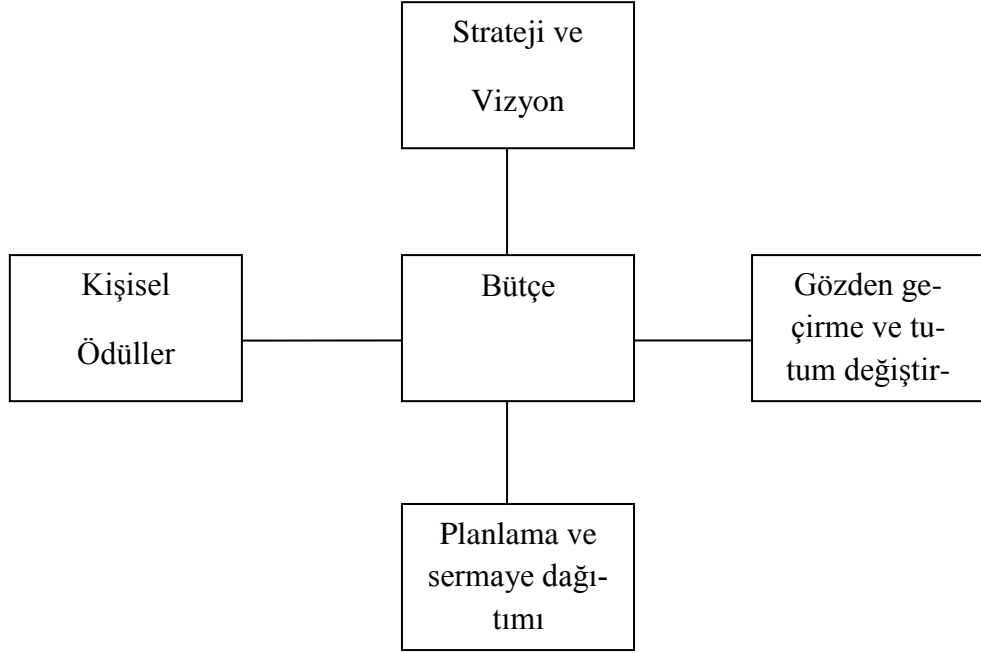 Strateji ve
Vizyon
Kişisel
Ödüller
Bütçe
Gözden ge-
çirme ve tu-
tum değiştir-
Planlama ve
sermaye dağı-
tımı